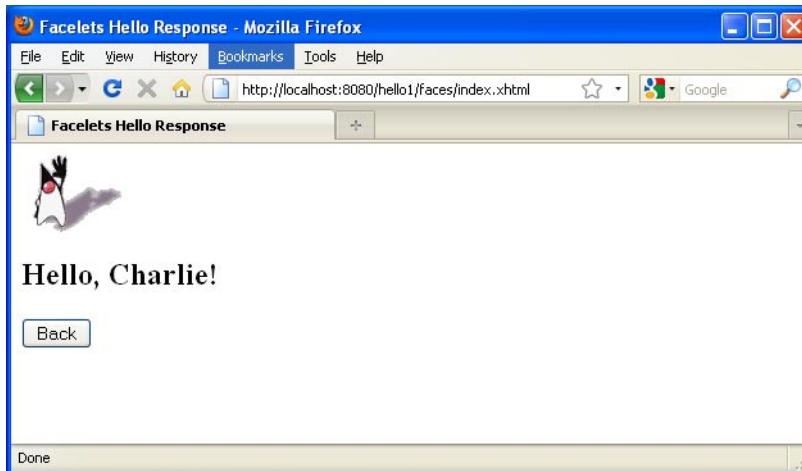 Facelets Hello Response - Mozilla Firefox
File Edit View History Bookmarks Tools Help
http://localhost:8080/hello1/faces/index.xhtml Google
Facelets Hello Response
Hello, Charlie!
Back
Done